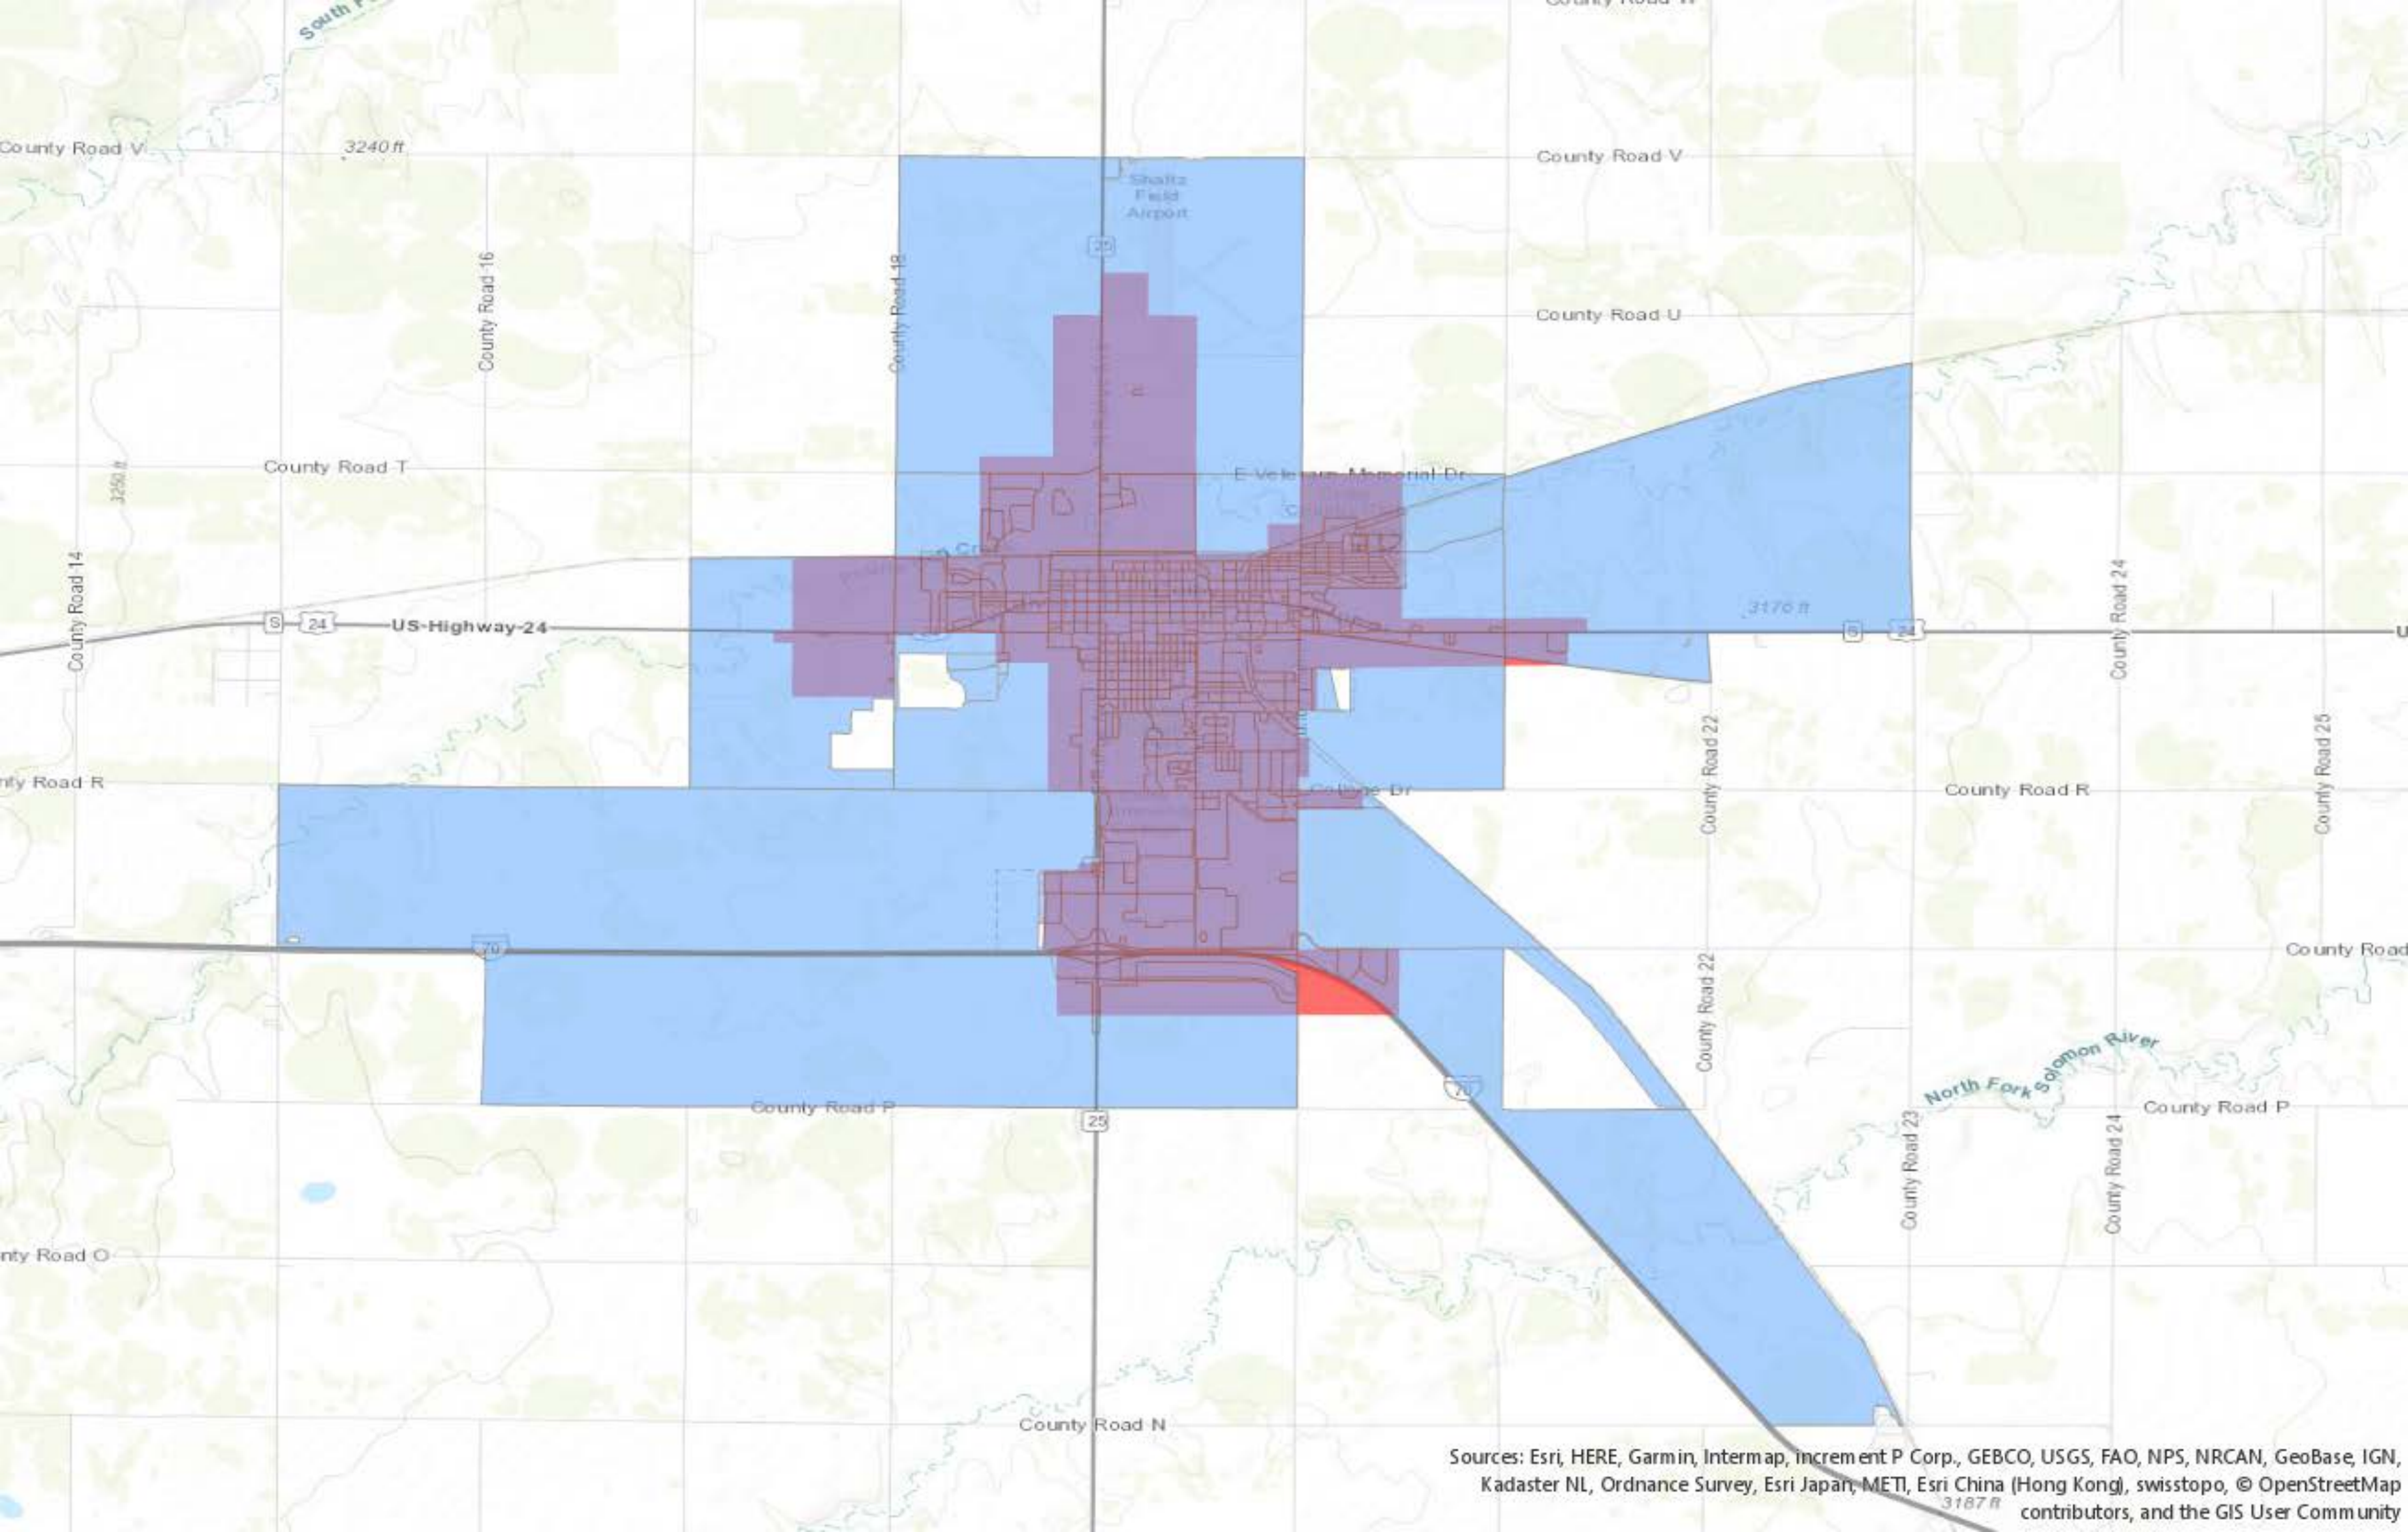 South
County Road V
3240 ft
County Road V
Shaltz
Field
Airport
25
County Road 16
County Road 18
County Road U
County Road T
3250 ft
E Veterans Memorial Dr
County Road 14
S
24
US-Highway-24
3176 ft
S
24
County Road 24
County Road 22
County Road 25
nty Road R
College Dr
County Road R
70
County Road
County Road 22
North Fork Solomon River
70
County Road P
25
County Road P
County Road 23
County Road 24
nty Road O
County Road N
Sources: Esri, HERE, Garmin, Intermap, increment P Corp., GEBCO, USGS, FAO, NPS, NRCAN, GeoBase, IGN,
Kadaster NL, Ordnance Survey, Esri Japan, METI, Esri China (Hong Kong), swisstopo, © OpenStreetMap
3187 ft
contributors, and the GIS User Community